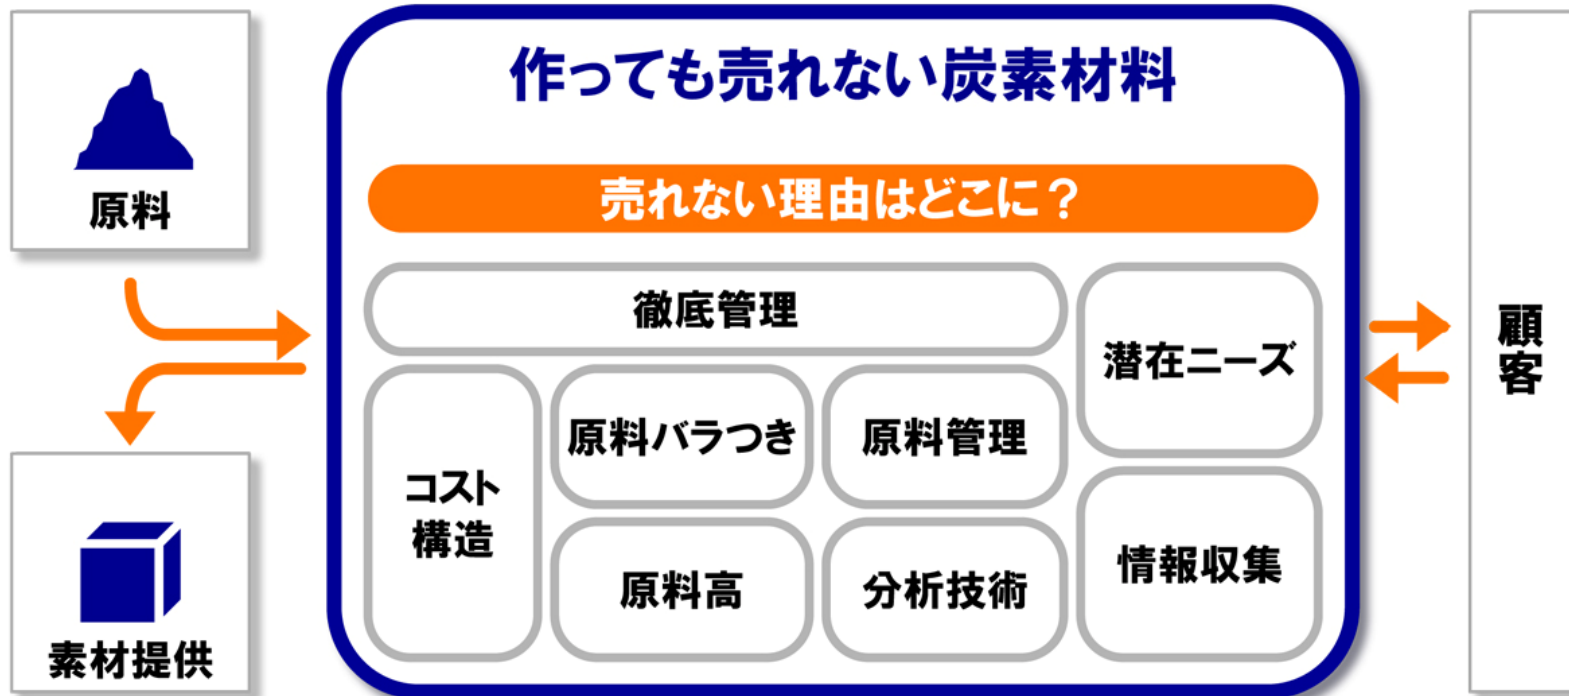 原料
素材提供
作っても売れない炭素材料
売れない理由はどこに？
徹底管理
コスト
構造
原料バラつき
原料管理
原料高
分析技術
潜在ニーズ
情報収集
顧客